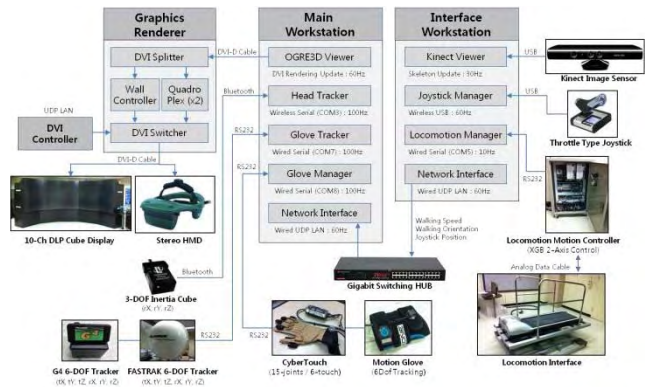 Graphics
Renderer
Main
Workstation
Interface
Workstation
DVI Splitter
Wall
Controller
Quadro
Plex (x2)
DVI Switcher
UDP LAN
DVI
Controller
DVI-D Cable
DVI-D Cable
Bluetooth
RS232
RS232
OGRE3D Viewer
DVI Rendering Update : 60Hz
Head Tracker
Wireless Serial (COM3) : 100Hz
Glove Tracker
Wired Serial (COM7) : 100Hz
Glove Manager
Wired Serial (COM8) : 100Hz
Network Interface
Wired UDP LAN : 60Hz
Kinect Viewer
Skeleton Update : 30Hz
Joystick Manager
Wireless USB : 60Hz
Locomotion Manager
Wired Serial (COM5) : 10Hz
Network Interface
Wired UDP LAN : 60Hz
USB
Kinect Image Sensor
USB
Throttle Type Joystick
RS232
Locomotion Motion Controller
(XGB 2-Axis Control)
Analog Data Cable
Locomotion Interface
Walking Speed
Walking Orientation
Joystick Position
Gigabit Switching HUB
10-Ch DLP Cube Display
Stereo HMD
Bluetooth
3-DOF Inertia Cube
(rX, rY, rZ)
RS232
RS232
G4 6-DOF Tracker
(tX, tY, tZ, rX, rY, rZ)
FASTRAK 6-DOF Tracker
(tX, tY, tZ, rX, rY, rZ)
CyberTouch
(15-joints / 6-touch)
Motion Glove
(6DofTracking)